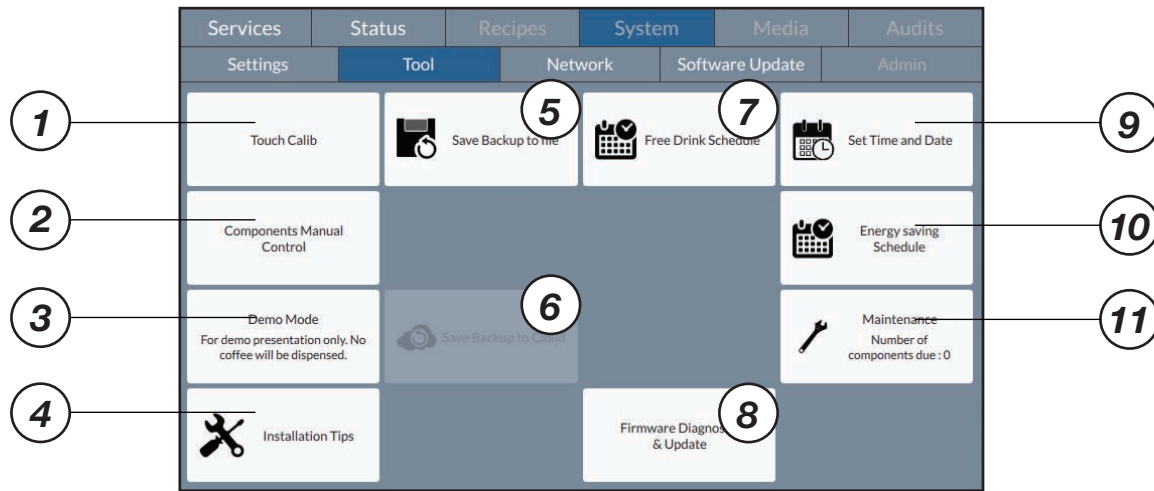 Services Status Recipes System Media Audits
Settings Tool Network Software Update Admin
1 Touch Calib
5 Save Backup to file
7 Free Drink Schedule
9 Set Time and Date
2 Components Manual
Control
10 Energy saving
Schedule
3 Demo Mode
For demo presentation only. No
coffee will be dispensed.
6 Save Backup to Cloud
11 Maintenance
Number of
components due : 0
4 Installation Tips
8 Firmware
& Update